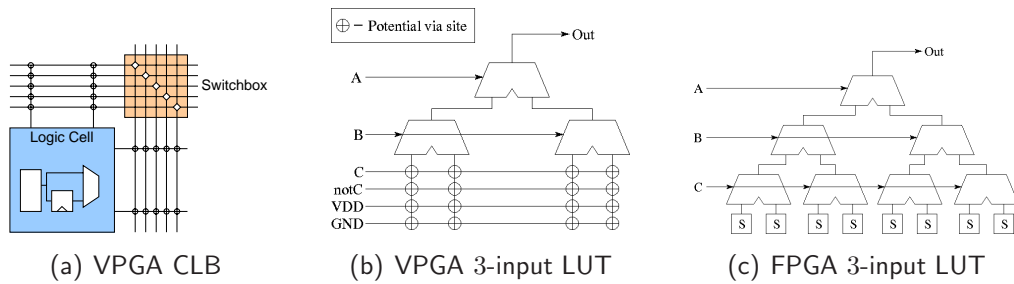 Switchbox
Logic Cell
(a) VPGA CLB
⊕ – Potential via site
Out
A
B
C
notC
VDD
GND
(b) VPGA 3-input LUT
Out
A
B
C
S S S S S S S S
(c) FPGA 3-input LUT